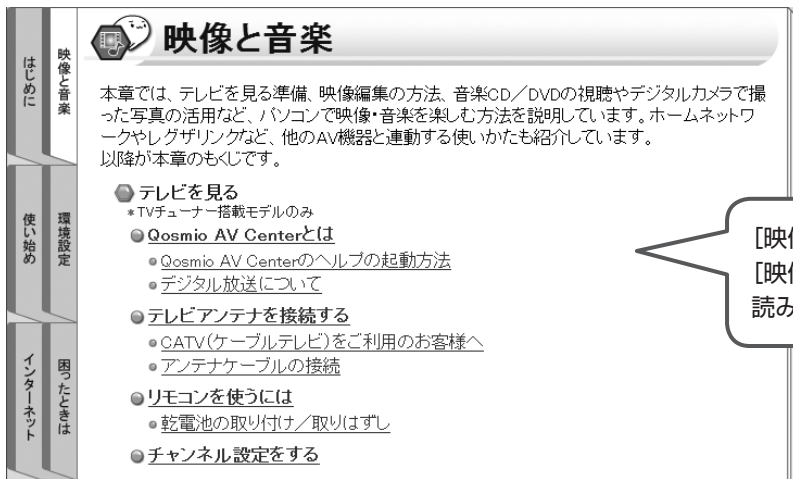 はじめに
映像と音楽
使い始め
環境設定
インターネット
困ったときは
映像と音楽
本章では、テレビを見る準備、映像編集の方法、音楽CD／DVDの視聴やデジタルカメラで撮
った写真の活用など、パソコンで映像・音楽を楽しむ方法を説明しています。ホームネットワ
ークやレグザリンクなど、他のAV機器と連動する使いかたも紹介しています。
以降が本章のもくじです。
テレビを見る
*TVチューナー搭載モデルのみ
Qosmio AV Centerとは
Qosmio AV Centerのヘルプの起動方法
デジタル放送について
テレビアンテナを接続する
CATV(ケーブルテレビ)をご利用のお客様へ
アンテナケーブルの接続
リモコンを使うには
乾電池の取り付け／取りはずし
チャンネル設定をする
[映
[映
読み